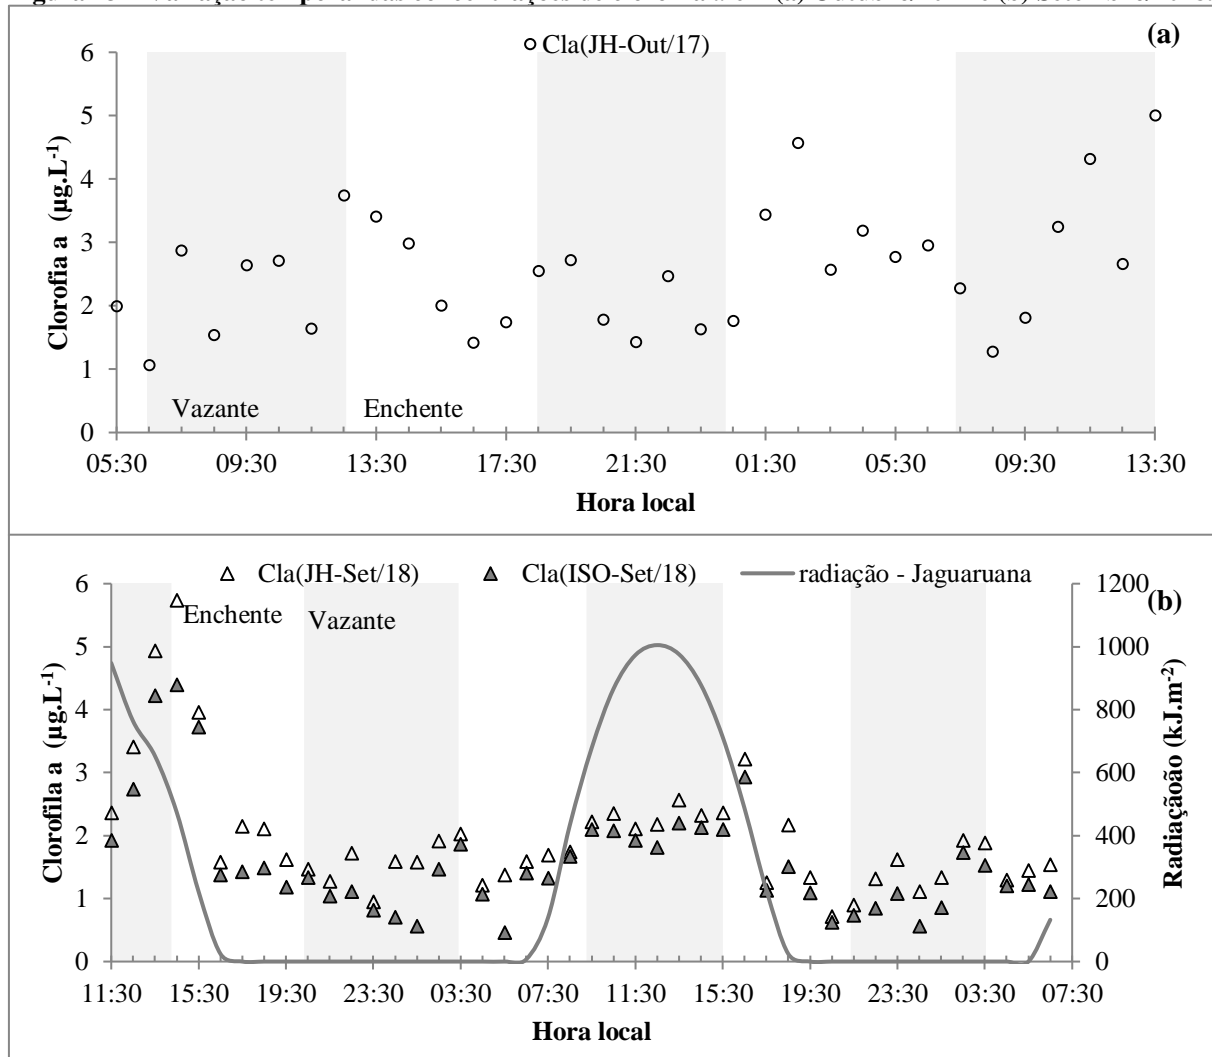 Cla(JH-Out/17)
(a)
6
5
4
3
2
1
0
Clorofia a (µg.L-1)
Vazante
Enchente
05:30 09:30 13:30 17:30 21:30 01:30 05:30 09:30 13:30
Hora local
Cla(JH-Set/18) Cla(ISO-Set/18) radiação - Jaguaruana
(b)
6
5
4
3
2
1
0
Clorofila a (µg.L-1)
Enchente
Vazante
1200
1000
800
600
400
200
0
Radiaçãoão (kJ.m-2)
11:30 15:30 19:30 23:30 03:30 07:30 11:30 15:30 19:30 23:30 03:30 07:30
Hora local